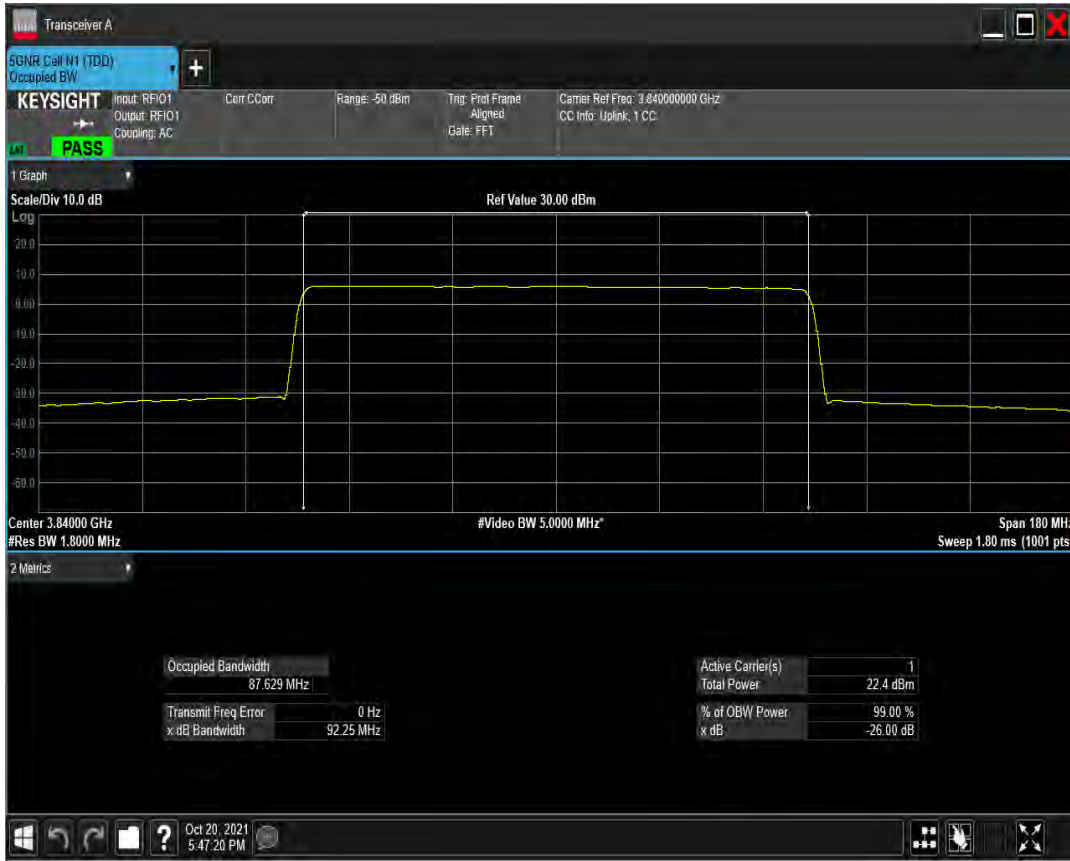 Transceiver A
5GNR Cell N1 (TDD)
Occupied BW
+
KEYSIGHT
Input: RFIO1
Output: RFIO1
Coupling: AC
PASS
Corr CCorr
Range: -50 dBm
Trig: Prot Frame
Aligned
Gate: FFT
Carrier Ref Freq: 3.840000000 GHz
CC Info: Uplink, 1 CC
1 Graph
Scale/Div 10.0 dB
Ref Value 30.00 dBm
Log
20.0
10.0
0.00
-10.0
-20.0
-30.0
-40.0
-50.0
-60.0
Center 3.84000 GHz
#Video BW 5.0000 MHz*
Span 180 MHz
#Res BW 1.8000 MHz
Sweep 1.80 ms (1001 pts
2 Metrics
Occupied Bandwidth
87.629 MHz
Transmit Freq Error 0 Hz
x dB Bandwidth 92.25 MHz
Active Carrier(s) 1
Total Power 22.4 dBm
% of OBW Power 99.00 %
x dB -26.00 dB
?
Oct 20, 2021
5:47:20 PM